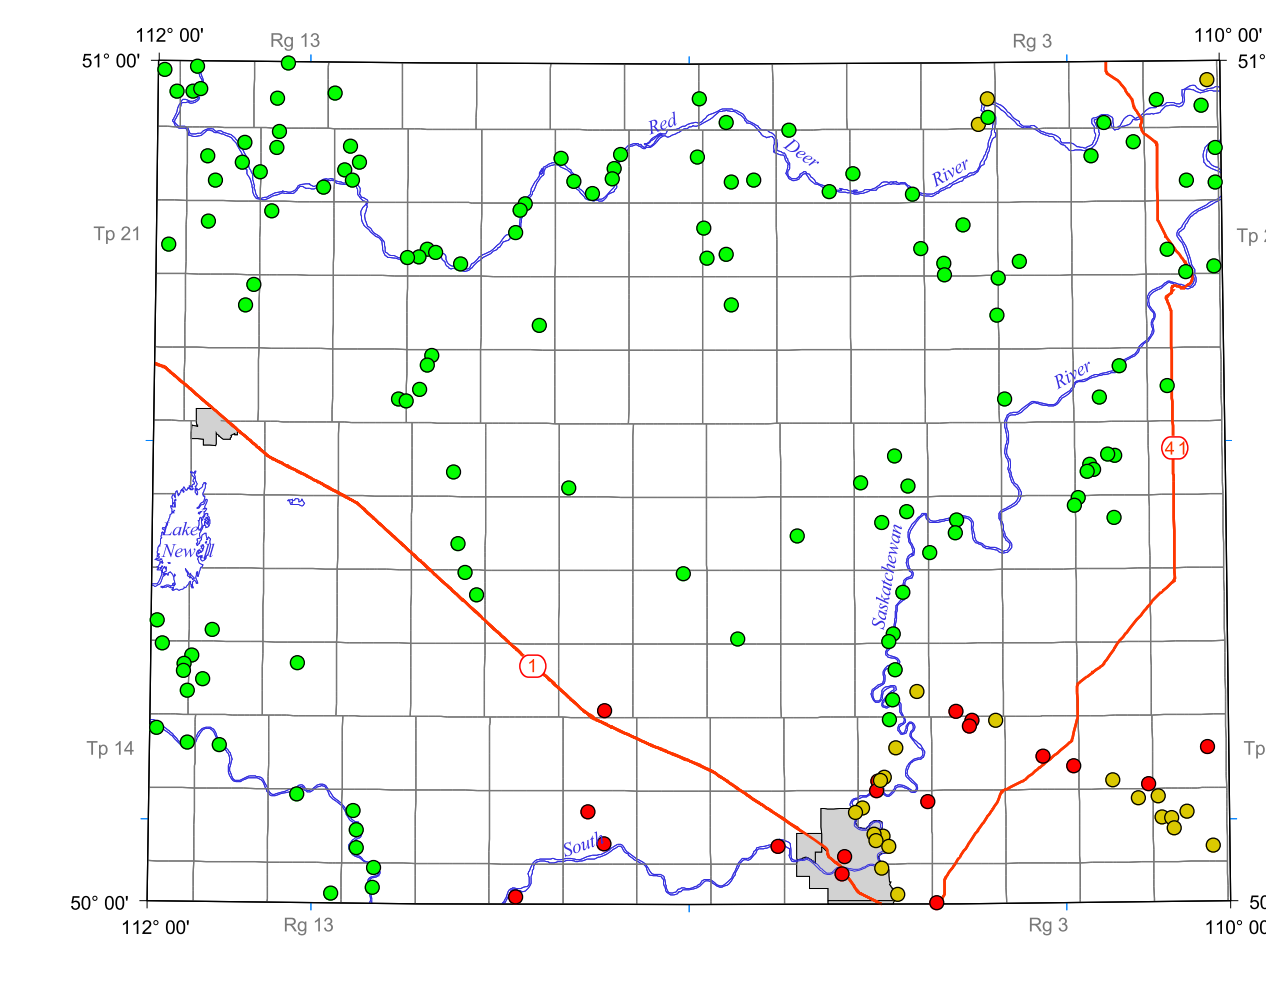 112° 00'
Rg 13
Rg 3
110° 00'
51° 00'
51°
Red
Deer
River
Tp 21
Tp 2
River
41
Lake
Newell
Saskatchewan
1
Tp 14
Tp
South
50° 00'
50
112° 00'
Rg 13
Rg 3
110° 00'